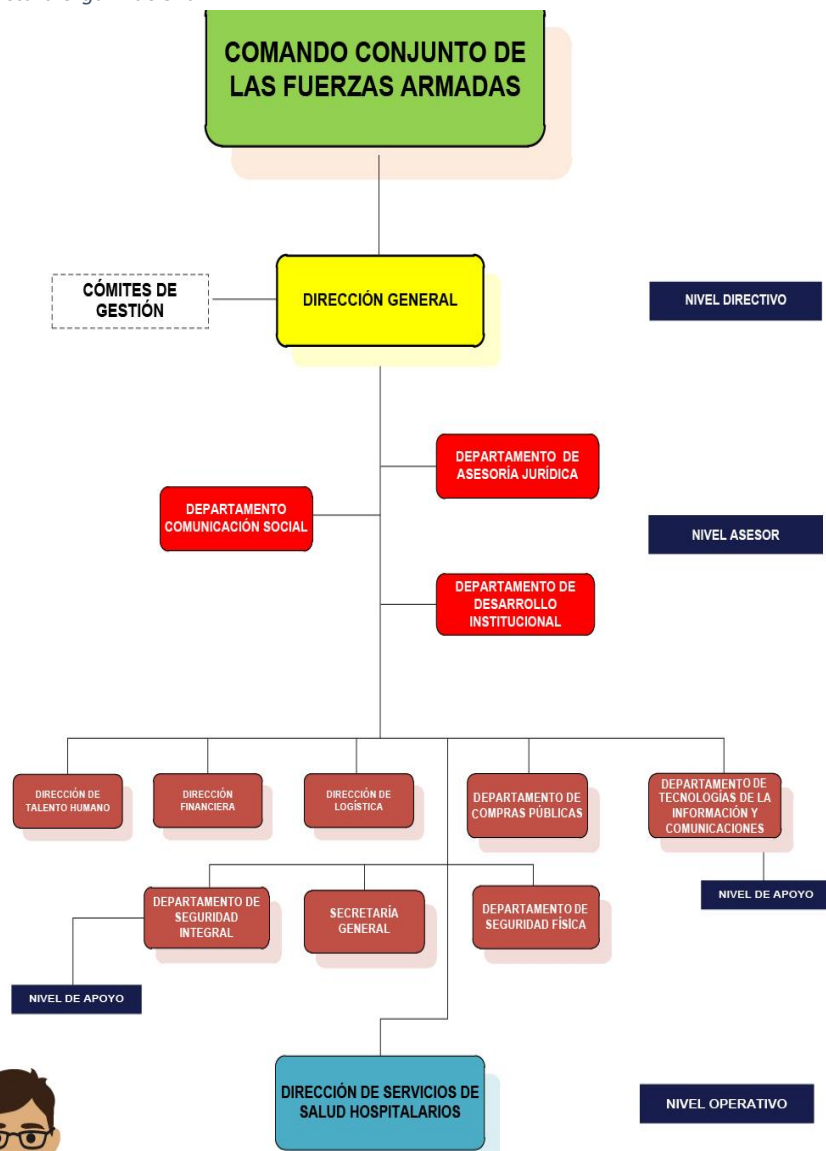 COMANDO CONJUNTO DE
LAS FUERZAS ARMADAS
CÓMITES DE
GESTIÓN
DIRECCIÓN GENERAL
NIVEL DIRECTIVO
DEPARTAMENTO DE
ASESORÍA JURÍDICA
DEPARTAMENTO
COMUNICACIÓN SOCIAL
NIVEL ASESOR
DEPARTAMENTO DE
DESARROLLO
INSTITUCIONAL
DIRECCIÓN DE
TALENTO HUMANO
DIRECCIÓN
FINANCIERA
DIRECCIÓN DE
LOGÍSTICA
DEPARTAMENTO DE
COMPRAS PÚBLICAS
DEPARTAMENTO DE
TECNOLOGÍAS DE LA
INFORMACIÓN Y
COMUNICACIONES
NIVEL DE APOYO
DEPARTAMENTO DE
SEGURIDAD
INTEGRAL
SECRETARÍA
GENERAL
DEPARTAMENTO DE
SEGURIDAD FÍSICA
NIVEL DE APOYO
DIRECCIÓN DE SERVICIOS DE
SALUD HOSPITALARIOS
NIVEL OPERATIVO